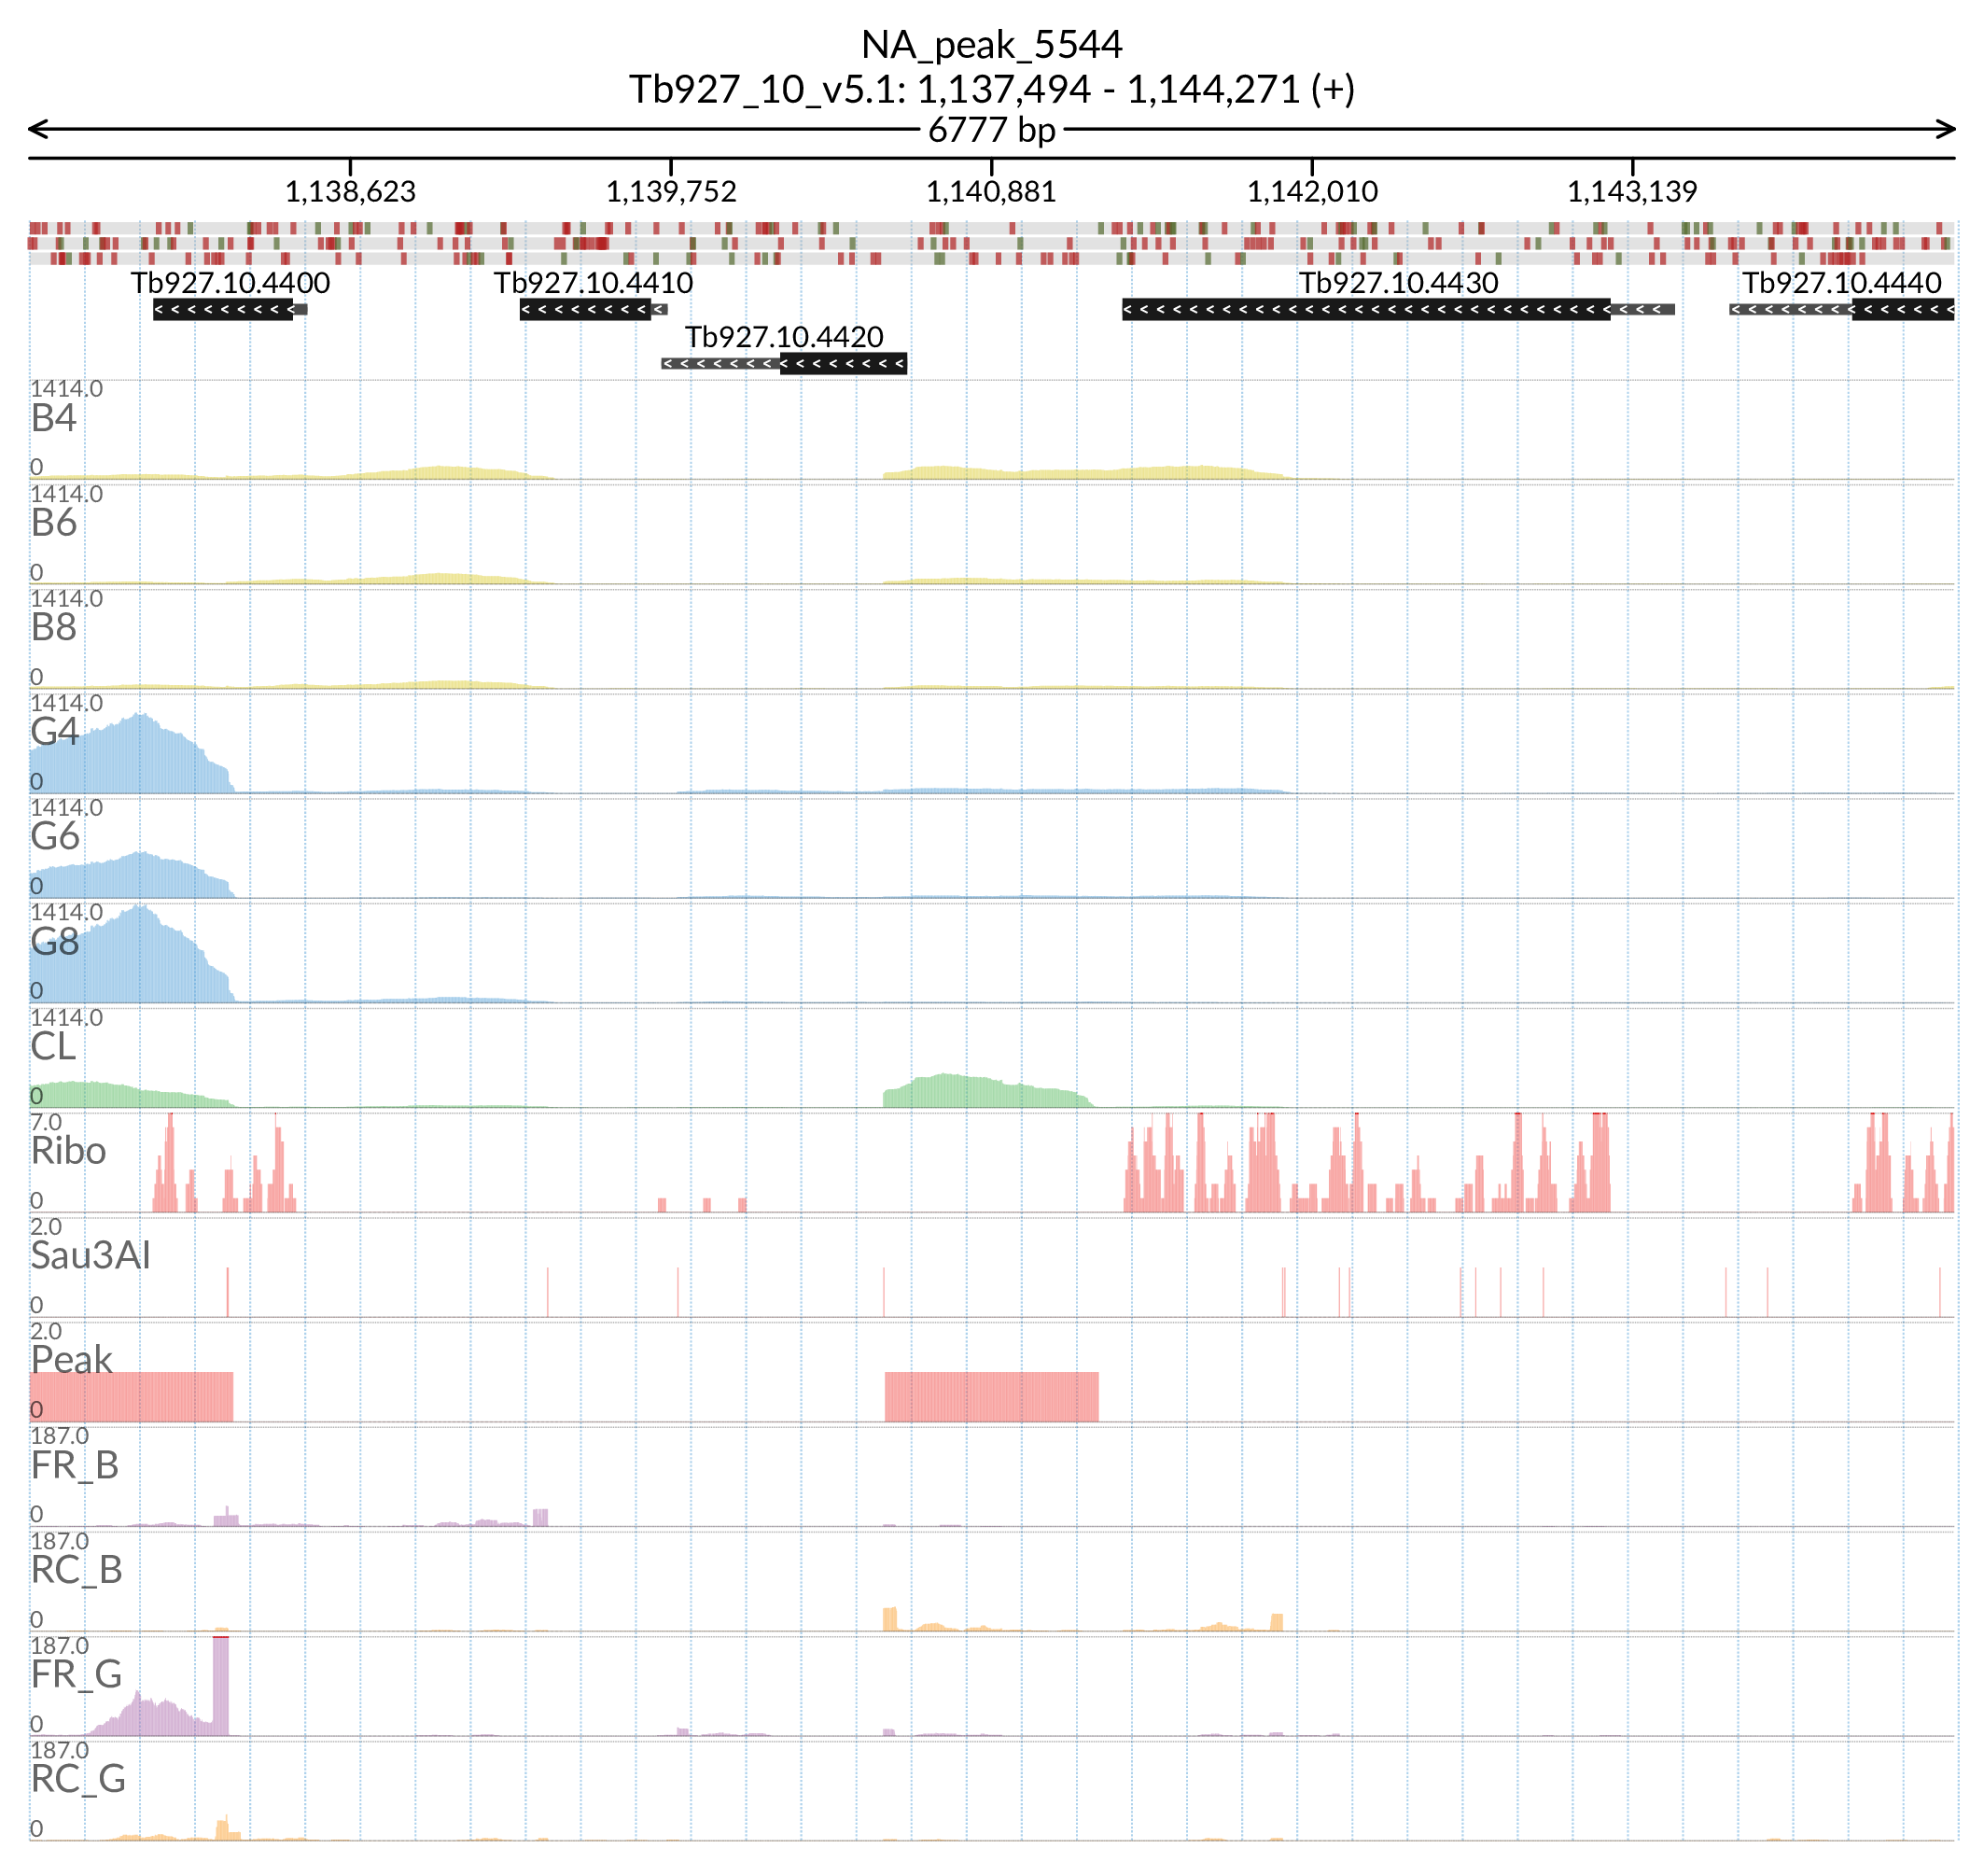 NA_peak_5544
Tb927_10_v5.1: 1,137,494 - 1,144,271 (+)
6777 bp
1,138,623 1,139,752 1,140,881 1,142,010 1,143,139
Tb927.10.4400 Tb927.10.4410 Tb927.10.4430 Tb927.10.4440
Tb927.10.4420
1414.0
B4
0
1414.0
B6
0
1414.0
B8
0
1414.0
G4
0
1414.0
G6
0
1414.0
G8
0
1414.0
CL
0
7.0
Ribo
0
2.0
Sau3AI
0
2.0
Peak
0
187.0
FR_B
0
187.0
RC_B
0
187.0
FR_G
0
187.0
RC_G
0